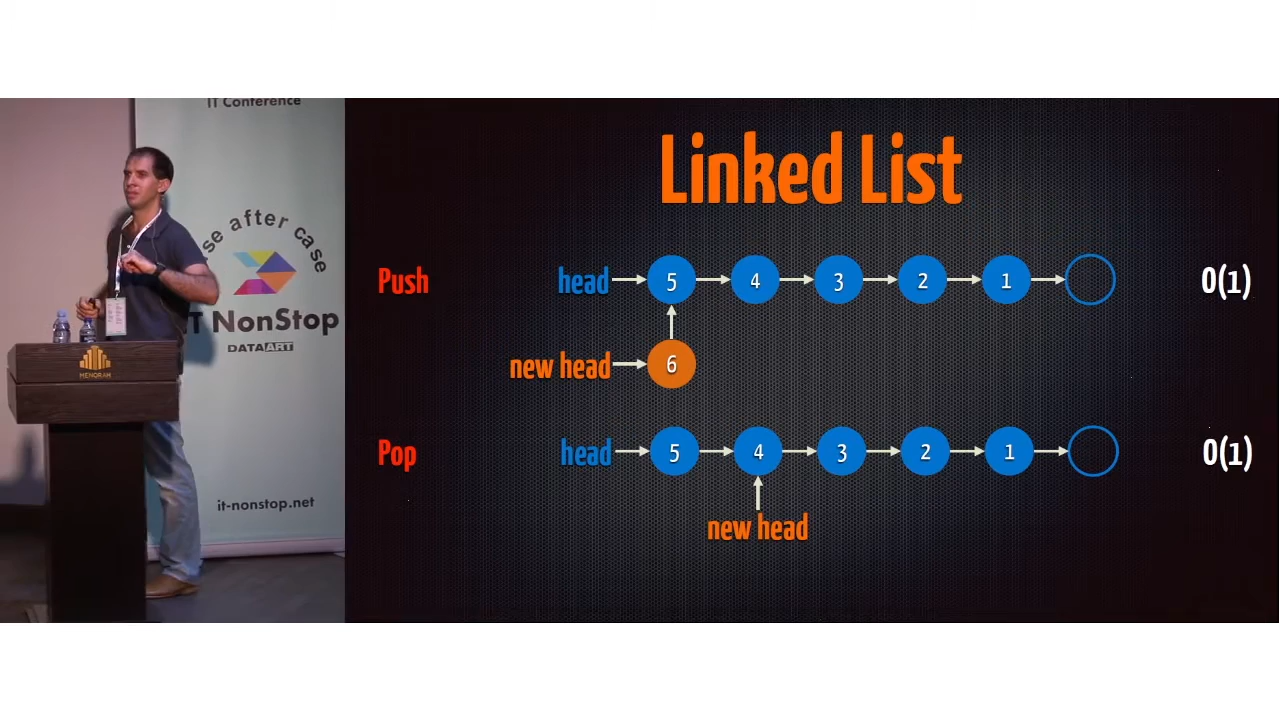 IT Conference
se after case
T NonStop
DATAART
MENORAH
it-nonstop.net
Linked List
Push
head
5
4
3
2
1
O(1)
new head
6
Pop
head
5
4
3
2
1
O(1)
new head